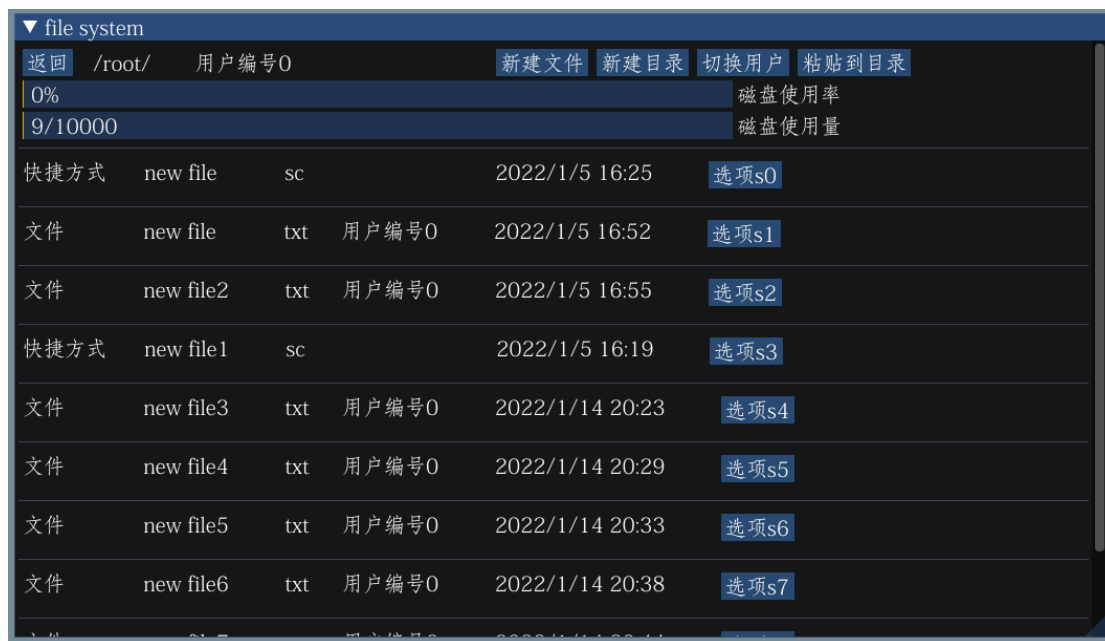 ▼ file system
返回 /root/ 用户编号0 新建文件 新建目录 切换用户 粘贴到目录
0% 磁盘使用率
9/10000 磁盘使用量
快捷方式 new file sc 2022/1/5 16:25 选项s0
文件 new file txt 用户编号0 2022/1/5 16:52 选项s1
文件 new file2 txt 用户编号0 2022/1/5 16:55 选项s2
快捷方式 new file1 sc 2022/1/5 16:19 选项s3
文件 new file3 txt 用户编号0 2022/1/14 20:23 选项s4
文件 new file4 txt 用户编号0 2022/1/14 20:29 选项s5
文件 new file5 txt 用户编号0 2022/1/14 20:33 选项s6
文件 new file6 txt 用户编号0 2022/1/14 20:38 选项s7